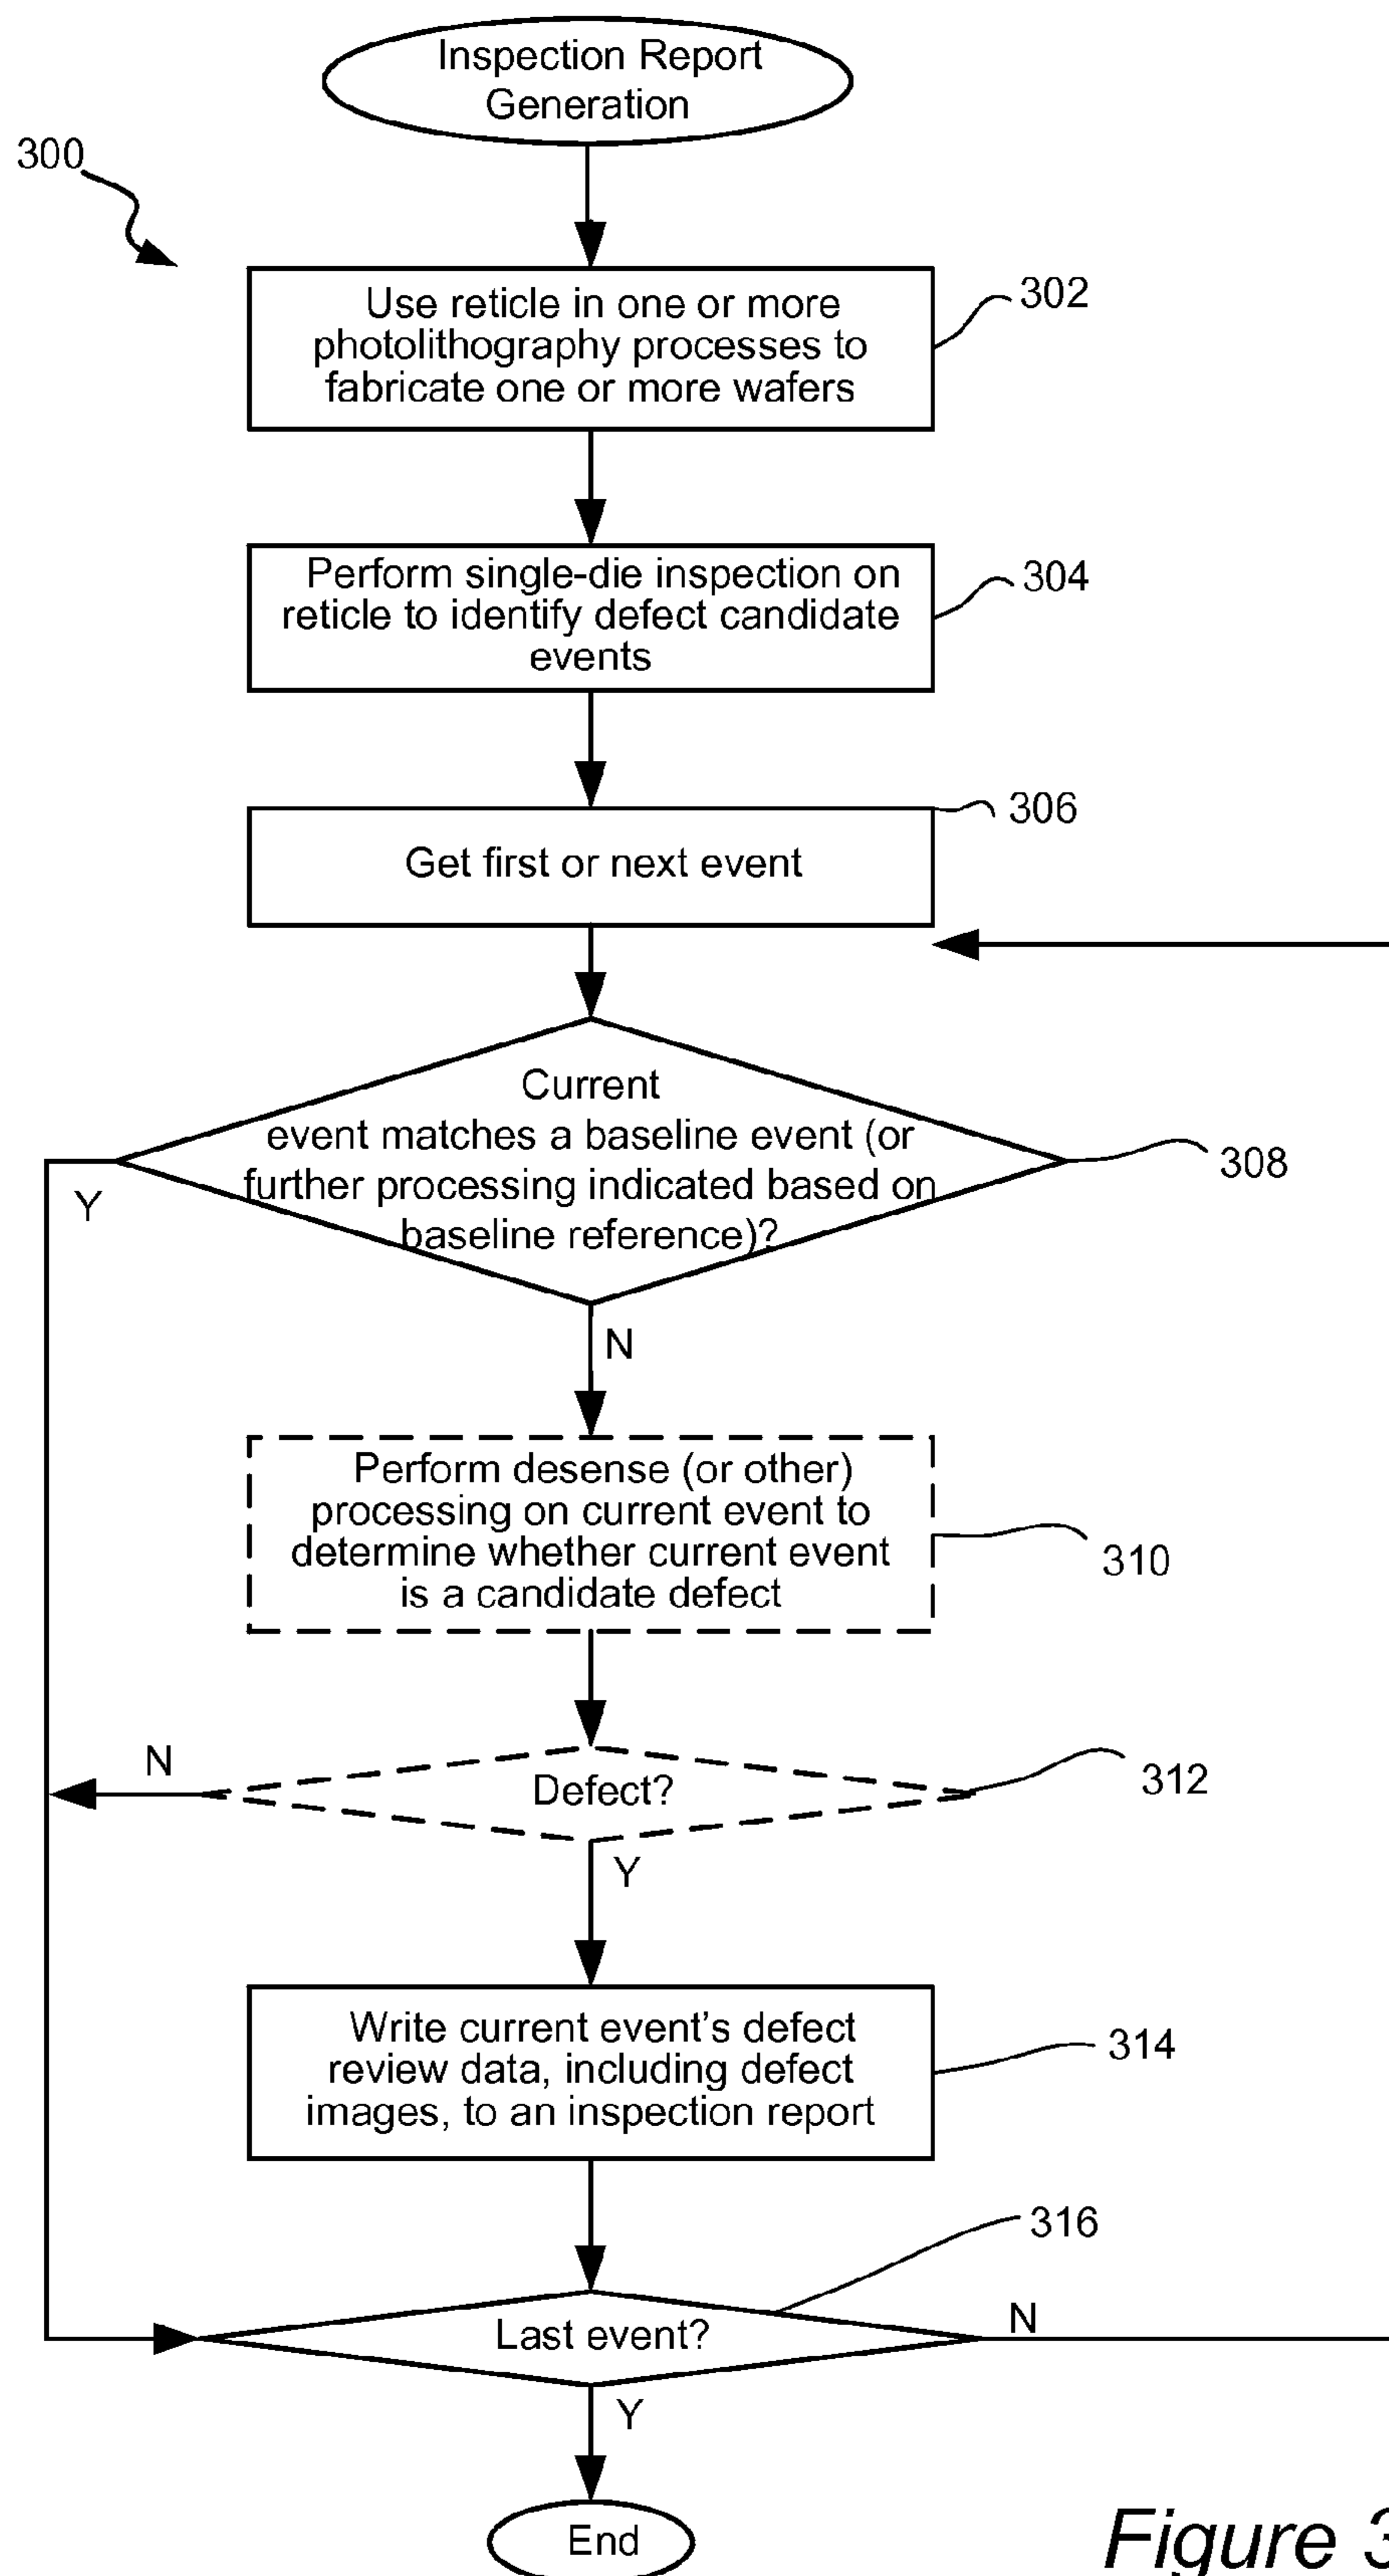 Inspection Report
Generation
300
Use reticle in one or more
photolithography processes to
fabricate one or more wafers
302
Perform single-die inspection on
reticle to identify defect candidate
events
304
Get first or next event
306
Current
event matches a baseline event (or
further processing indicated based on
baseline reference)?
308
Y
N
Perform desense (or other)
processing on current event to
determine whether current event
is a candidate defect
310
N
Defect?
312
Y
Write current event's defect
review data, including defect
images, to an inspection report
314
316
Last event?
N
Y
End
Figure 3